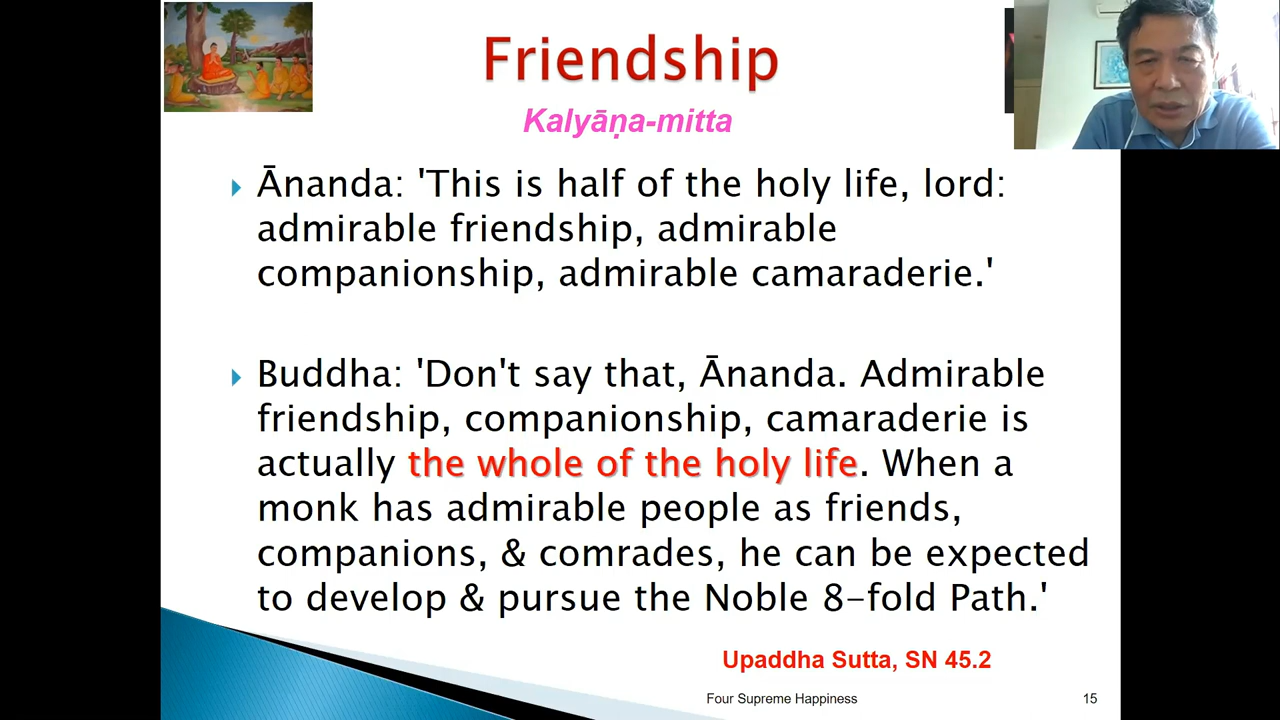 Friendship
Kalyāṇa-mitta
Ānanda: 'This is half of the holy life, lord:
admirable friendship, admirable
companionship, admirable camaraderie.'
Buddha: 'Don't say that, Ānanda. Admirable
friendship, companionship, camaraderie is
actually the whole of the holy life. When a
monk has admirable people as friends,
companions, & comrades, he can be expected
to develop & pursue the Noble 8-fold Path.'
Upaddha Sutta, SN 45.2
Four Supreme Happiness
15